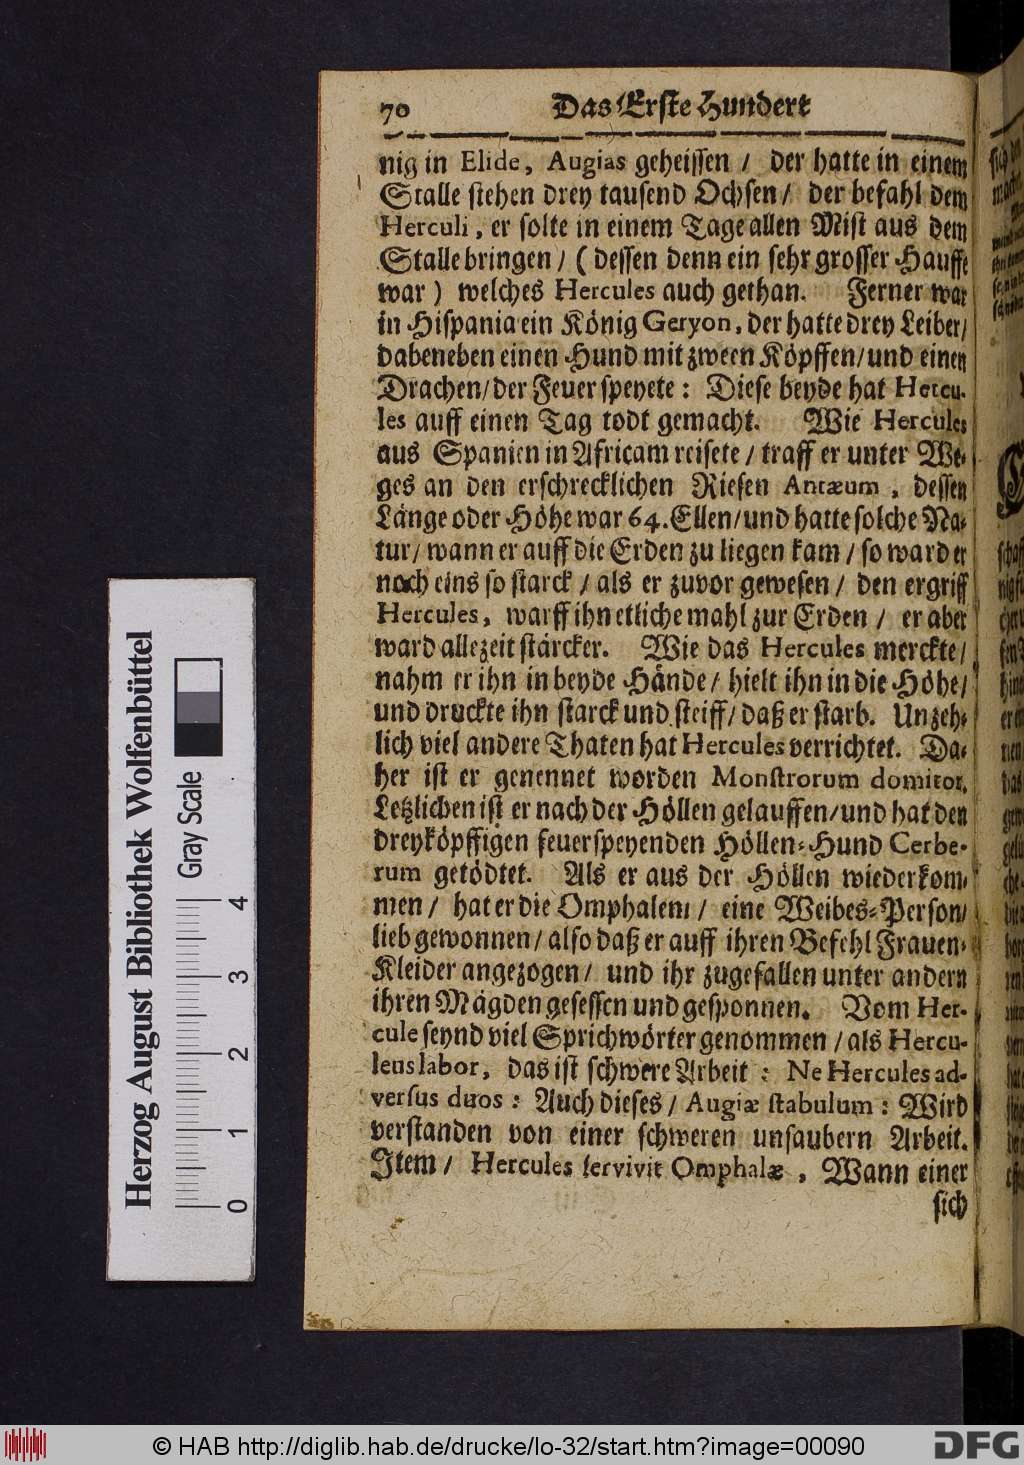 70 Das Erste Hundert
nig in Elide, Augias geheissen / der hatte in einem
Stalle stehen drey tausend Ochsen / der befahl dem
Herculi, er solte in einem Tage allen Mist aus dem
Stalle bringen / ( dessen denn ein sehr grosser Hauffe
war ) welches Hercules auch gethan. Ferner war
in Hispania ein König Geryon, der hatte drey Leiber/
dabeneben einen Hund mit zween Köpffen/und einen
Drachen/der Feuer speyete : Diese beyde hat Hercu-
les auff einen Tag todt gemacht. Wie Hercules
aus Spanien in Africam reisete / traff er unter We-
ges an den erschrecklichen Riesen Antæum, dessen
Länge oder Höhe war 64. Ellen/und hatte solche Na-
tur/ wann er auff die Erden zu liegen kam / so ward er
noch eins so starck / als er zuvor gewesen / den ergriff
Hercules, warff ihn etliche mahl zur Erden / er aber
ward allezeit stärcker. Wie das Hercules merckte/
nahm er ihn in beyde Hände/ hielt ihn in die Höhe/
und druckte ihn starck und steiff/ daß er starb. Unzeh-
lich viel andere Thaten hat Hercules verrichtet. Da-
her ist er genennet worden Monstrorum domitor,
Letzlichen ist er nach der Höllen gelauffen/und hat den
dreyköpffigen feuerspeyenden Höllen-Hund Cerbe-
rum getödtet. Als er aus der Höllen wiederkom-
men / hat er die Omphalem / eine Weibes-Person/
lieb gewonnen / also daß er auff ihren Befehl Frauen-
Kleider angezogen / und ihr zugefallen unter andern
ihren Mägden gesessen und gesponnen. Vom Her-
cule seynd viel Sprichwörter genommen / als Hercu-
leus labor, das ist schwere Arbeit : Ne Hercules ad-
versus duos : Auch dieses / Augiæ stabulum : Wird
verstanden von einer schweren unsaubern Arbeit.
Item / Hercules servivit Omphalæ, Wann einer
sich
Herzog August Bibliothek Wolfenbüttel
Gray Scale
0 1 2 3 4
© HAB http://diglib.hab.de/drucke/lo-32/start.htm?image=00090
DFG